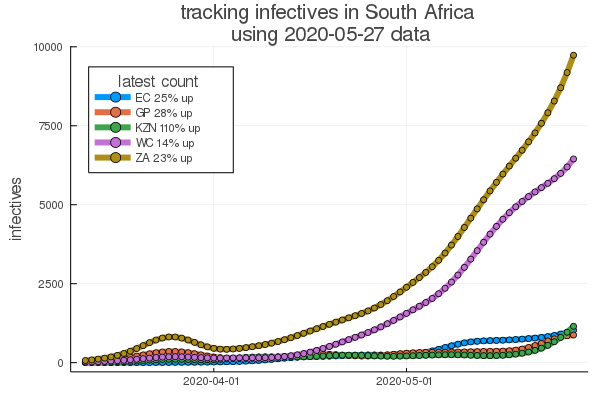 tracking infectives in South Africa
using 2020-05-27 data
10000
7500
5000
2500
0
infectives
latest count
EC 25% up
GP 28% up
KZN 110% up
WC 14% up
ZA 23% up
2020-04-01
2020-05-01